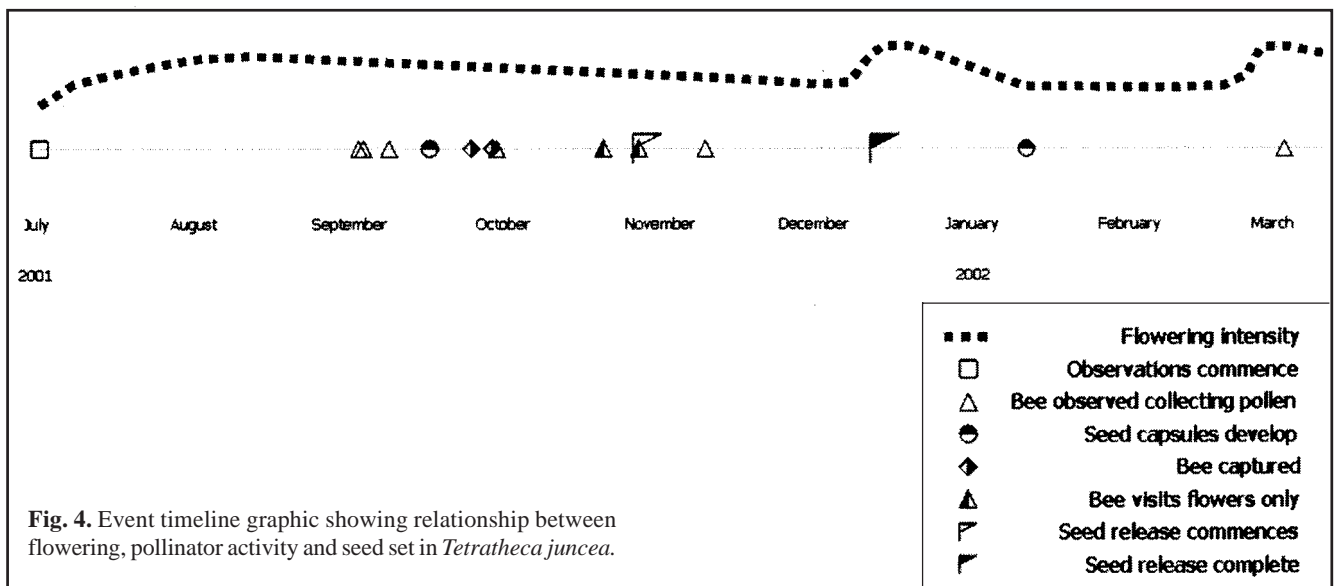 July August September October November December January February March
2001 2002
Flowering intensity
Observations commence
Bee observed collecting pollen
Seed capsules develop
Bee captured
Bee visits flowers only
Seed release commences
Seed release complete
Fig. 4. Event timeline graphic showing relationship between
flowering, pollinator activity and seed set in Tetratheca juncea.